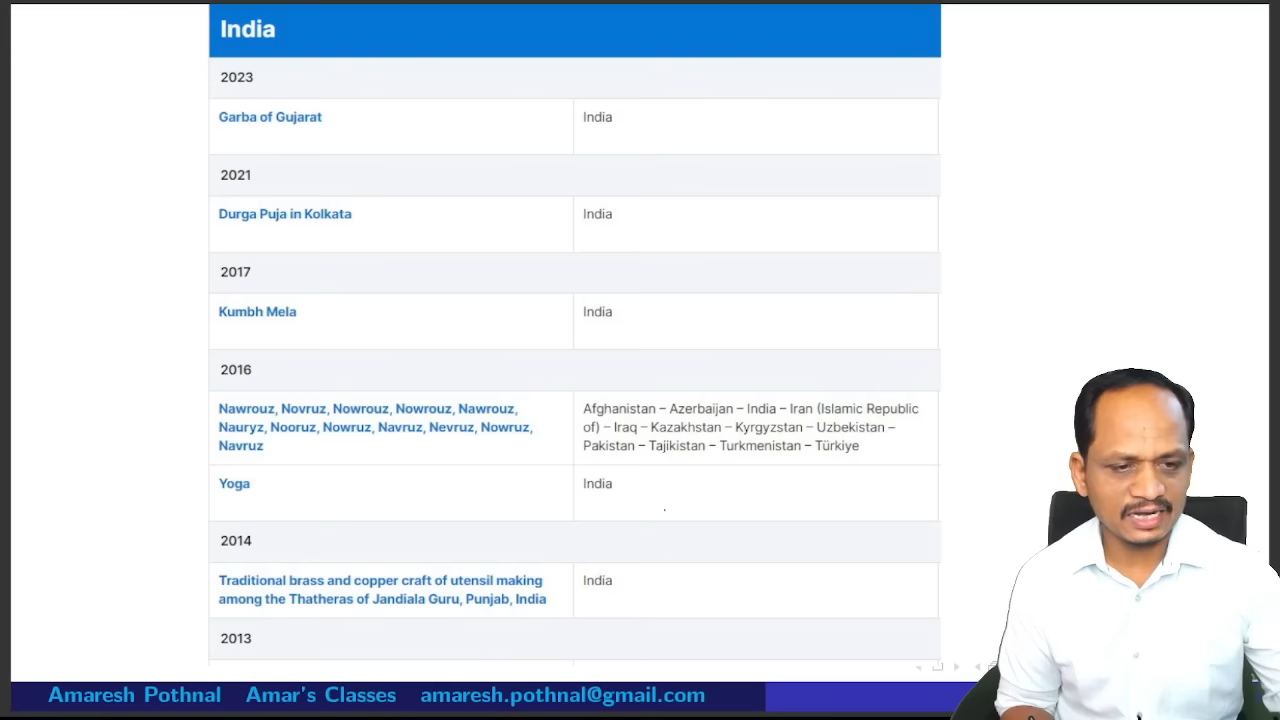 India
2023
Garba of Gujarat
India
2021
Durga Puja in Kolkata
India
2017
Kumbh Mela
India
2016
Nawrouz, Novruz, Nowrouz, Nowrouz, Nawrouz,
Nauryz, Nooruz, Nowruz, Navruz, Nevruz, Nowruz,
Navruz
Afghanistan – Azerbaijan – India – Iran (Islamic Republic
of) – Iraq – Kazakhstan – Kyrgyzstan – Uzbekistan –
Pakistan – Tajikistan – Turkmenistan – Türkiye
Yoga
India
2014
Traditional brass and copper craft of utensil making
among the Thatheras of Jandiala Guru, Punjab, India
India
2013
Amaresh Pothnal Amar's Classes amaresh.pothnal@gmail.com